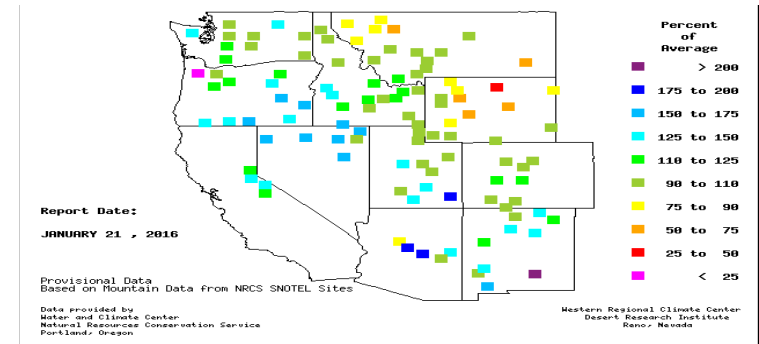 Percent
of
Average
> 200
175 to 200
150 to 175
125 to 150
110 to 125
90 to 110
75 to 90
50 to 75
25 to 50
< 25
Report Date:
JANUARY 21 , 2016
Provisional Data
Based on Mountain Data from NRCS SNOTEL Sites
Data provided by
Water and Climate Center
Natural Resources Conservation Service
Portland, Oregon
Western Regional Climate Center
Desert Research Institute
Reno, Nevada